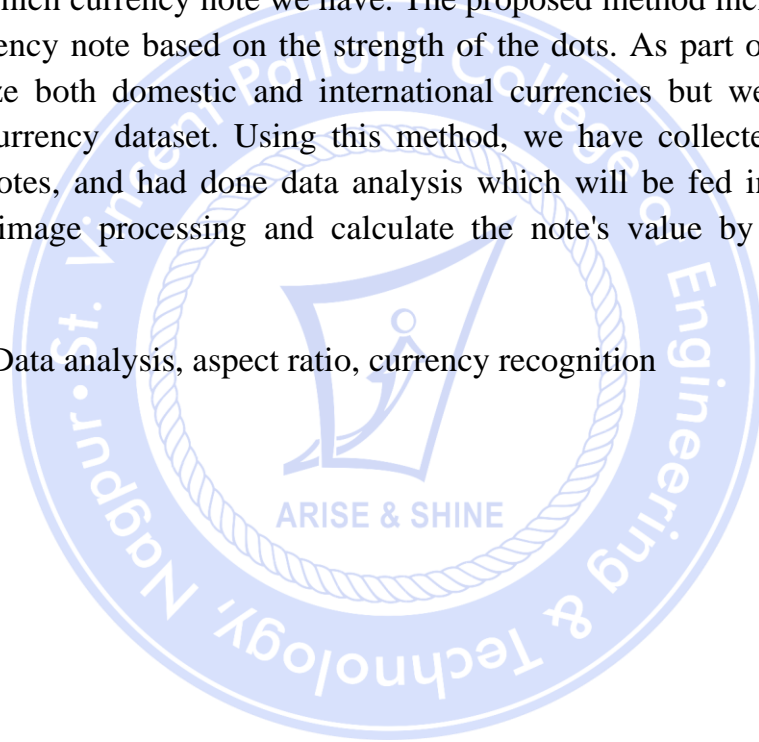 hich currency note we have. The proposed method incl
ency note based on the strength of the dots. As part o
ze both domestic and international currencies but we
urrency dataset. Using this method, we have collecte
otes, and had done data analysis which will be fed in
image processing and calculate the note's value by
Data analysis, aspect ratio, currency recognition
St. Vincent Pallotti College of Engineering & Technology, Nagpur
ARISE & SHINE